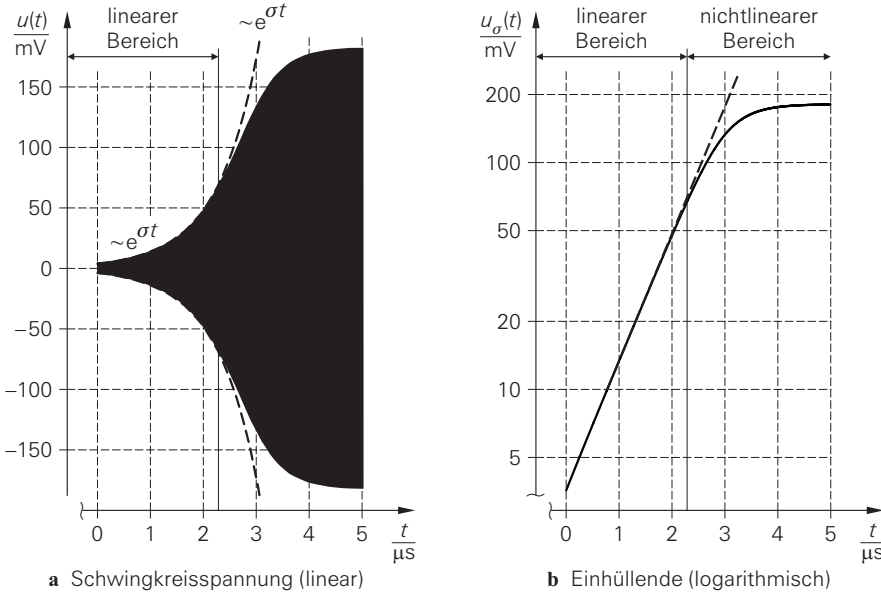 u(t)
mV
linearer
Bereich
~e^σt
150
100
50
0
−50
−100
−150
~e^σt
0 1 2 3 4 5
t
μs
a Schwingkreisspannung (linear)
u_σ(t)
mV
linearer
Bereich
nichtlinearer
Bereich
200
100
50
20
10
5
0 1 2 3 4 5
t
μs
b Einhüllende (logarithmisch)